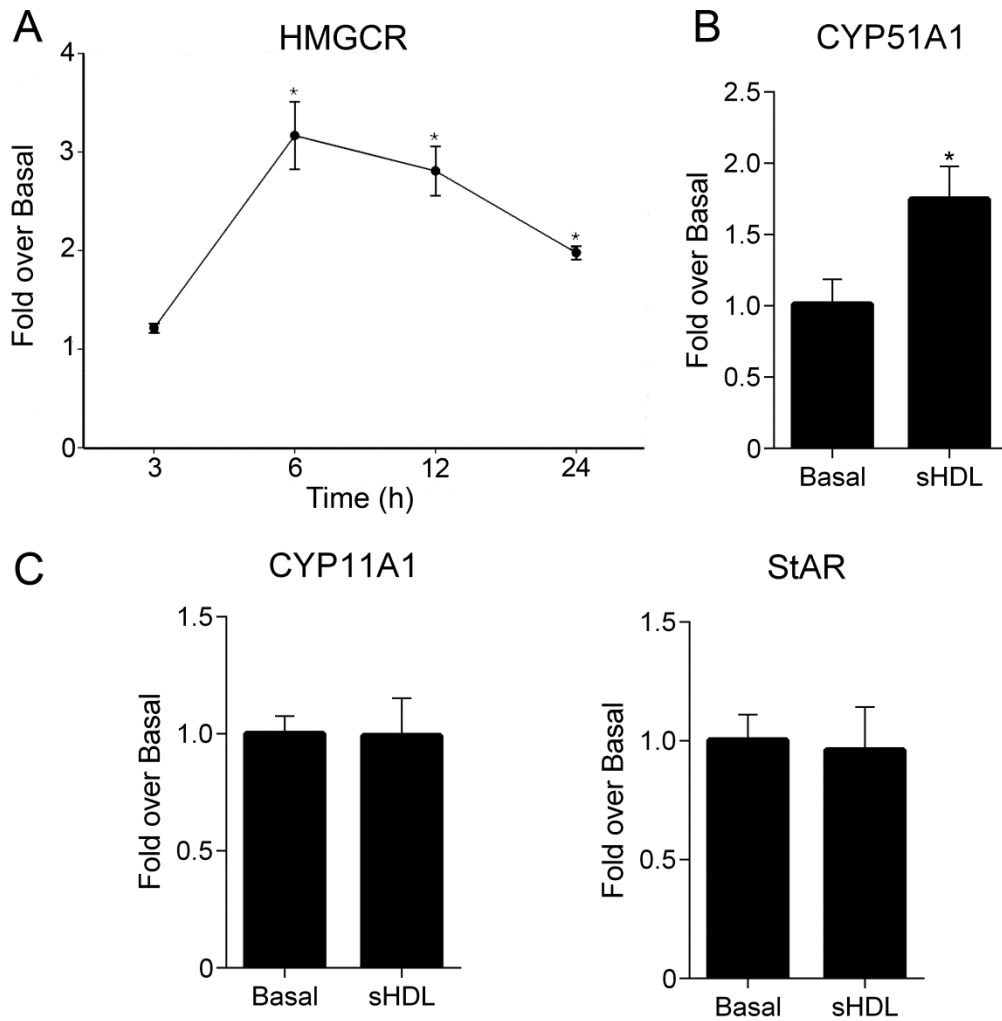 A
HMGCR
Fold over Basal
4
3
2
1
0
*
*
*
3 6 12 24
Time (h)
B
CYP51A1
Fold over Basal
2.5
2.0
1.5
1.0
0.5
0
*
Basal sHDL
C
CYP11A1
Fold over Basal
1.5
1.0
0.5
0
Basal sHDL
StAR
Fold over Basal
1.5
1.0
0.5
0
Basal sHDL